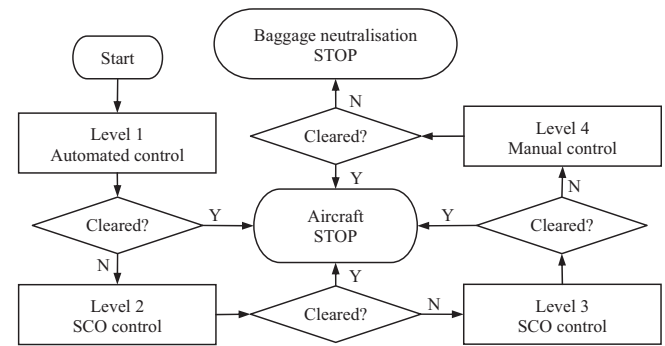 Start
Baggage neutralisation
STOP
N
Level 1
Automated control
Cleared?
Level 4
Manual control
Y
N
Cleared?
Y
Aircraft
STOP
Y
Cleared?
N
Y
Level 2
SCO control
Cleared?
N
Level 3
SCO control